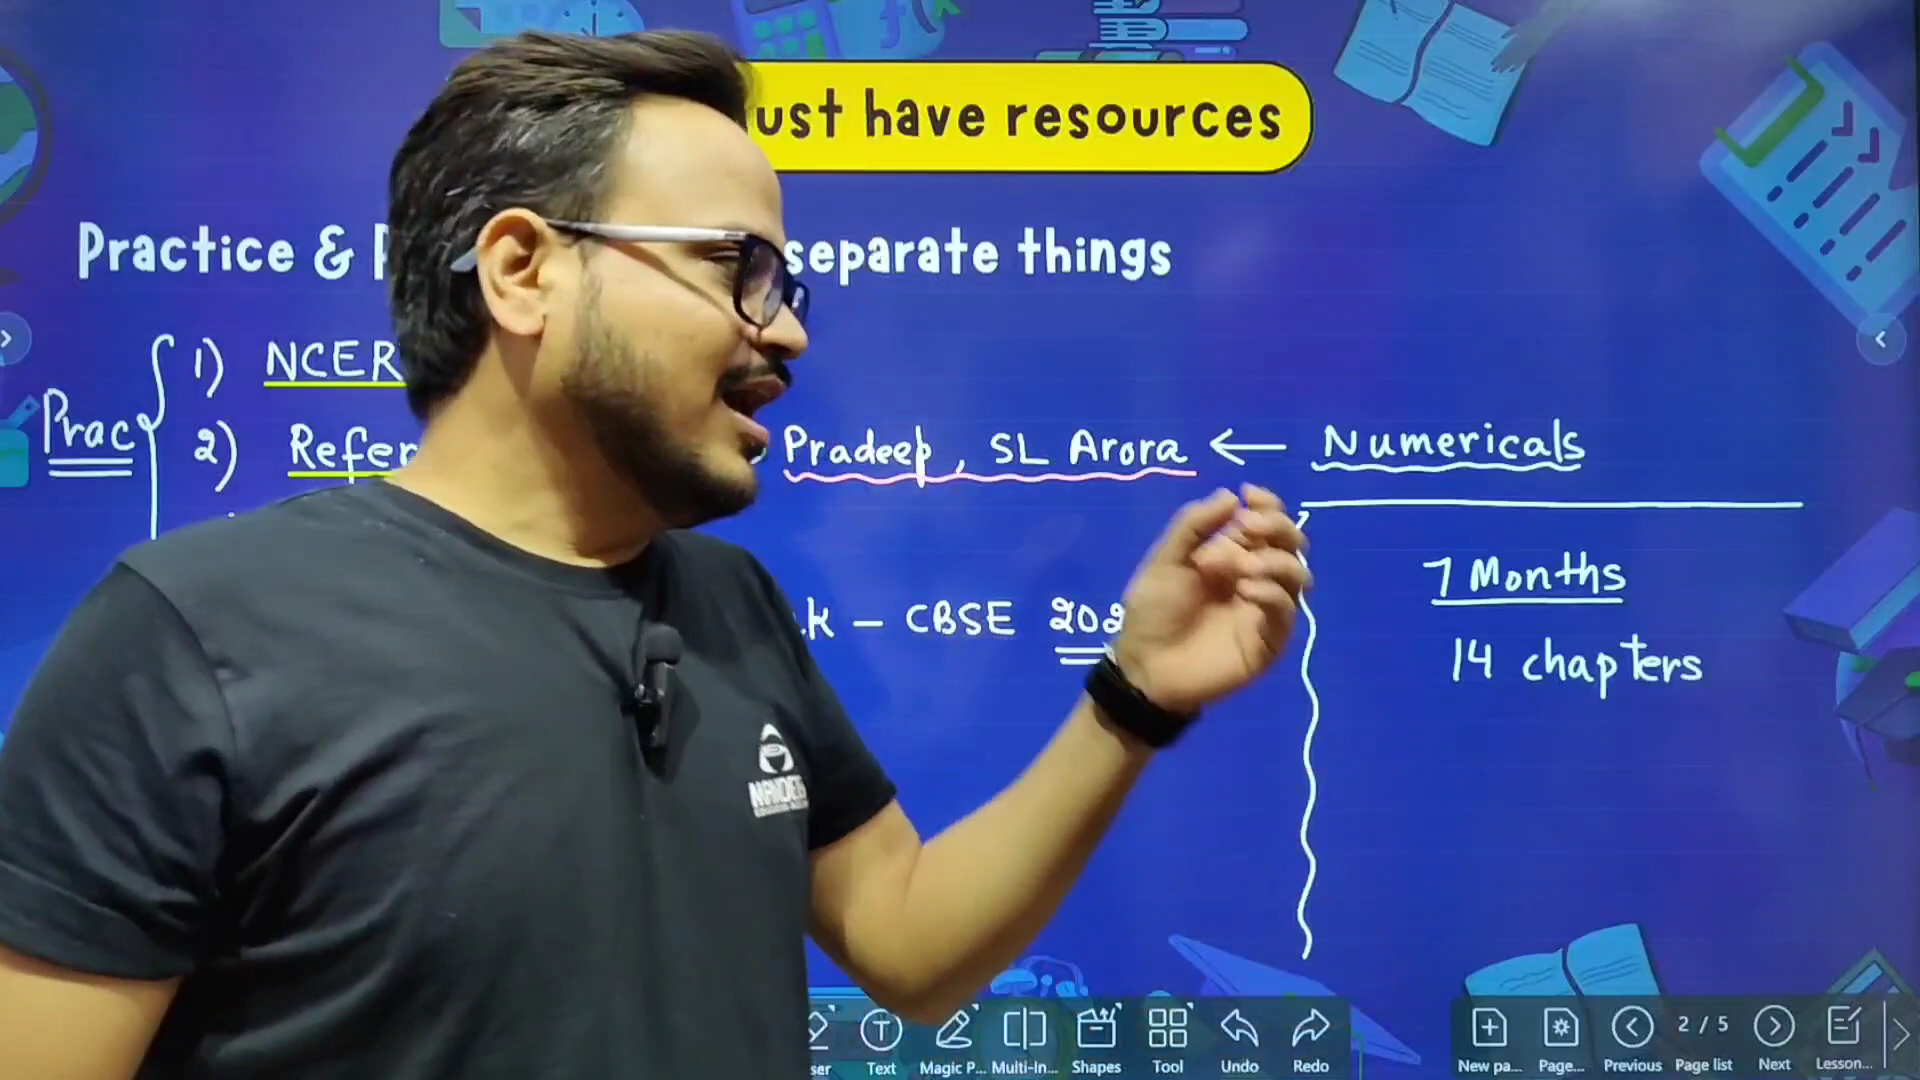 ust have resources
Practice & separate things
Prac
1) NCER
2) Refer Pradeep, SL Arora ← Numericals
7 Months
14 chapters
k – CBSE 202
Text Magic P... Multi-In... Shapes Tool Undo Redo
New pa... Page... Previous 2 / 5 Page list Next Lesson...